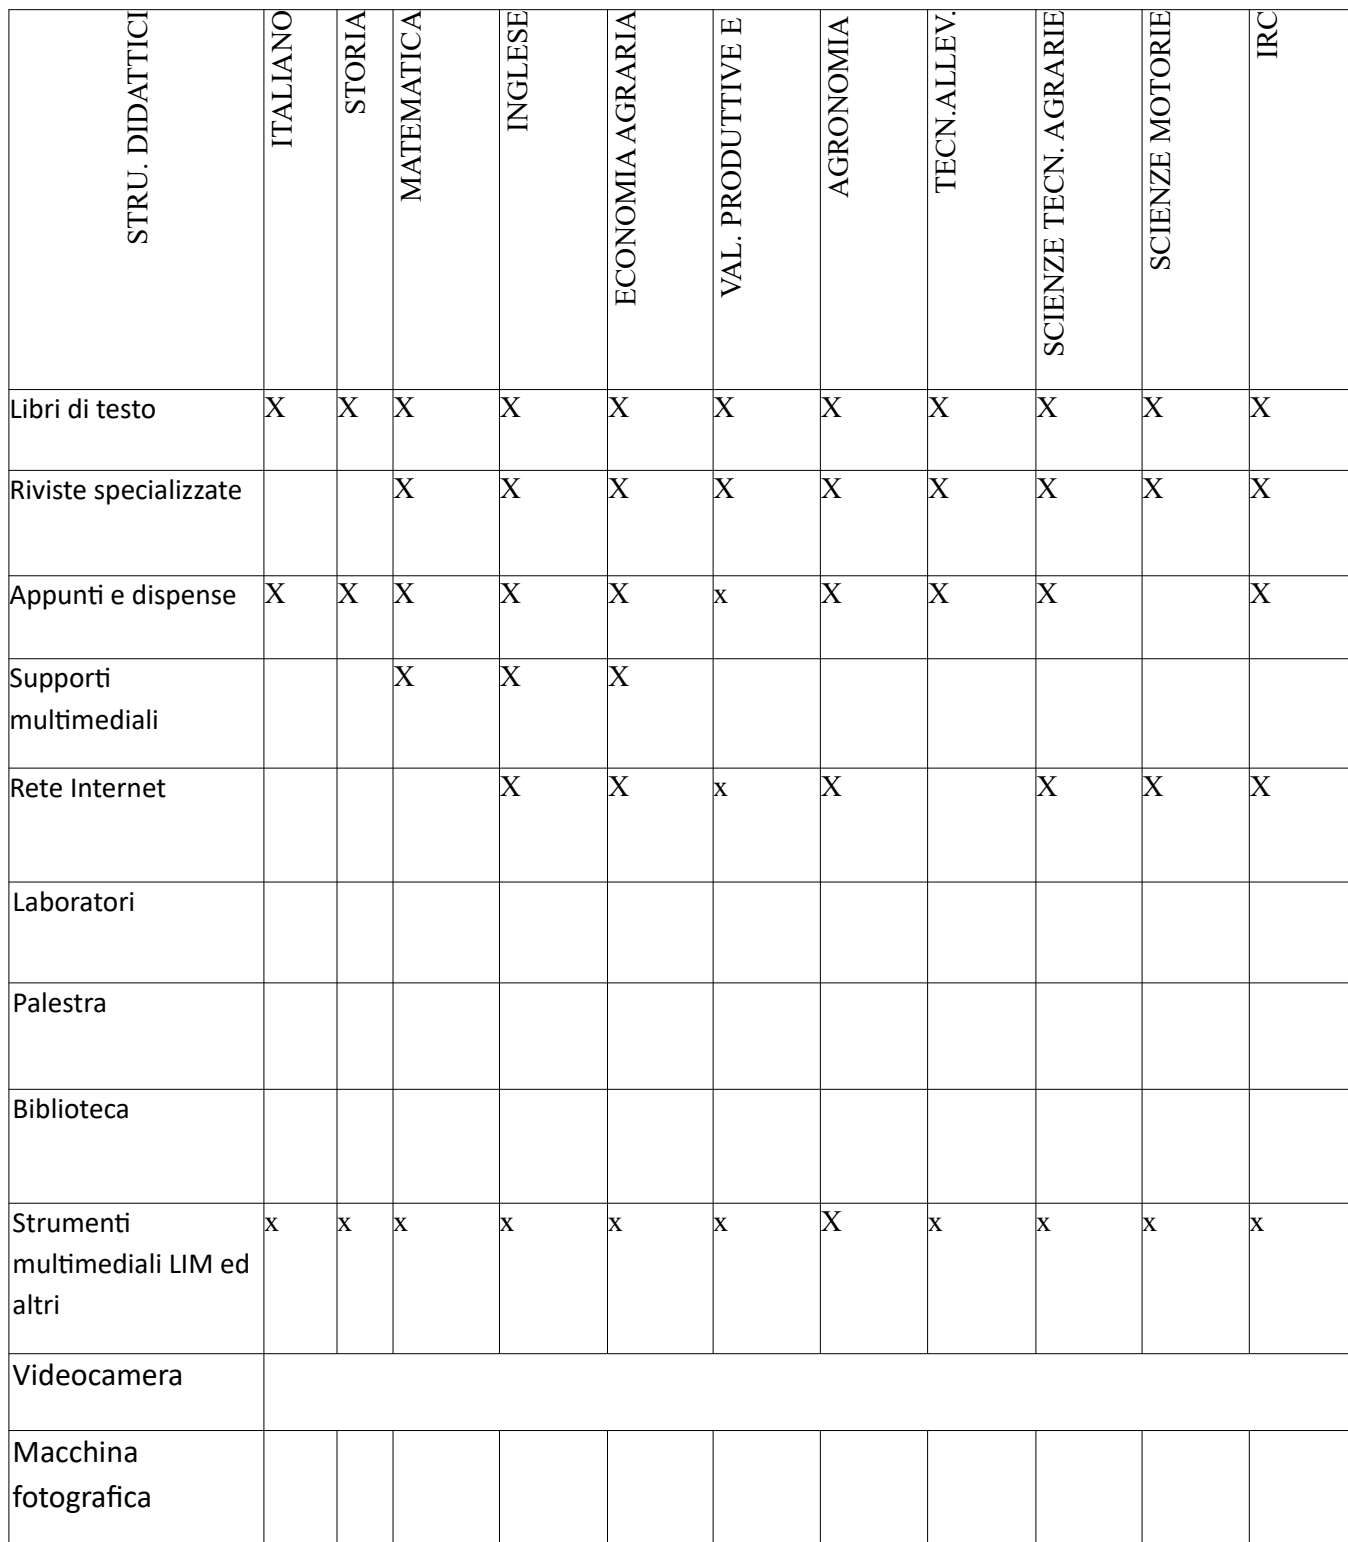 STRU. DIDATTICI ITALIANO STORIA MATEMATICA INGLESE ECONOMIA AGRARIA VAL. PRODUTTIVE E AGRONOMIA TECN.ALLEV. SCIENZE TECN. AGRARIE SCIENZE MOTORIE IRC
Libri di testo X X X X X X X X X X X
Riviste specializzate X X X X X X X X X
Appunti e dispense X X X X X x X X X X
Supporti X X X
multimediali
Rete Internet X X x X X X X
Laboratori
Palestra
Biblioteca
Strumenti x x x x x x X x x x x
multimediali LIM ed
altri
Videocamera
Macchina
fotografica